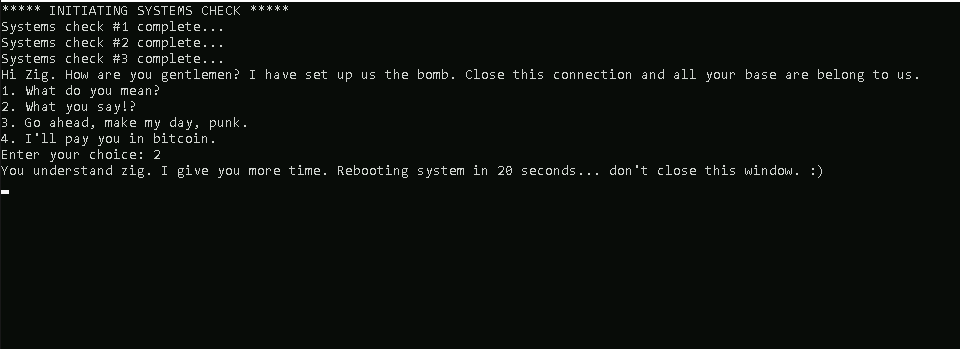 ***** INITIATING SYSTEMS CHECK *****
Systems check #1 complete...
Systems check #2 complete...
Systems check #3 complete...
Hi Zig. How are you gentlemen? I have set up us the bomb. Close this connection and all your base are belong to us.
1. What do you mean?
2. What you say!?
3. Go ahead, make my day, punk.
4. I'll pay you in bitcoin.
Enter your choice: 2
You understand zig. I give you more time. Rebooting system in 20 seconds... don't close this window. :)